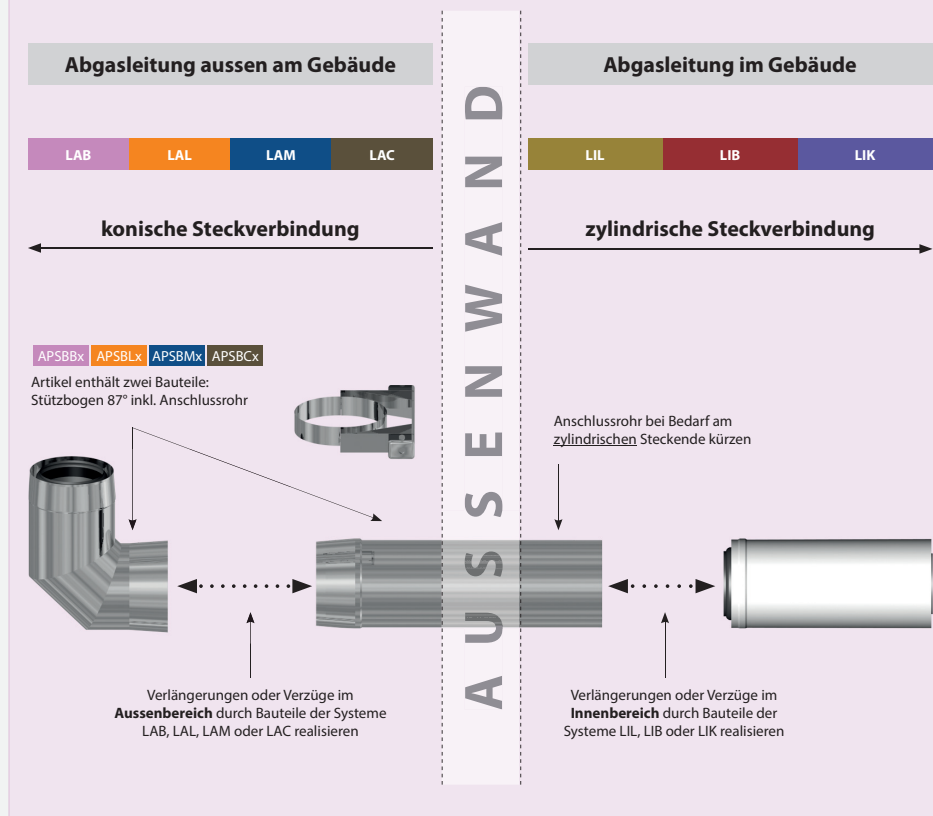 Abgasleitung aussen am Gebäude
LAB LAL LAM LAC
konische Steckverbindung
APSBBx APSBLx APSBMx APSBCx
Artikel enthält zwei Bauteile:
Stützbogen 87° inkl. Anschlussrohr
Verlängerungen oder Verzüge im
Aussenbereich durch Bauteile der Systeme
LAB, LAL, LAM oder LAC realisieren
AUSSENWAND
Abgasleitung im Gebäude
LIL LIB LIK
zylindrische Steckverbindung
Anschlussrohr bei Bedarf am
zylindrischen Steckende kürzen
Verlängerungen oder Verzüge im
Innenbereich durch Bauteile der
Systeme LIL, LIB oder LIK realisieren